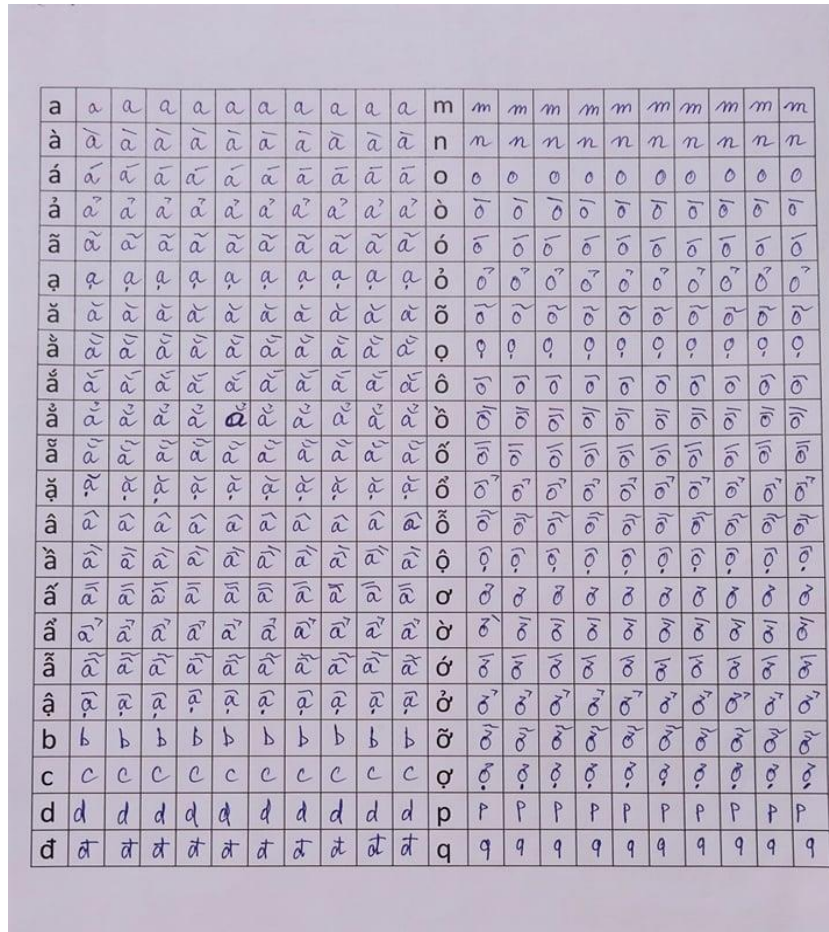 a a a a a a a a a a a m m m m m m m m m m m
à à à à à à à à à à à n n n n n n n n n n n
á á á á á á á á á á á o o o o o o o o o o o
ả ả ả ả ả ả ả ả ả ả ả ò ò ò ò ò ò ò ò ò ò ò
ã ã ã ã ã ã ã ã ã ã ã ó ó ó ó ó ó ó ó ó ó ó
ạ ạ ạ ạ ạ ạ ạ ạ ạ ạ ạ ỏ ỏ ỏ ỏ ỏ ỏ ỏ ỏ ỏ ỏ ỏ
ă ă ă ă ă ă ă ă ă ă ă õ õ õ õ õ õ õ õ õ õ õ
ằ ằ ằ ằ ằ ằ ằ ằ ằ ằ ằ ọ ọ ọ ọ ọ ọ ọ ọ ọ ọ ọ
ắ ắ ắ ắ ắ ắ ắ ắ ắ ắ ắ ô ô ô ô ô ô ô ô ô ô ô
ẳ ẳ ẳ ẳ ẳ ẳ ẳ ẳ ẳ ẳ ẳ ồ ồ ồ ồ ồ ồ ồ ồ ồ ồ ồ
ẵ ẵ ẵ ẵ ẵ ẵ ẵ ẵ ẵ ẵ ẵ ố ố ố ố ố ố ố ố ố ố ố
ặ ặ ặ ặ ặ ặ ặ ặ ặ ặ ặ ổ ổ ổ ổ ổ ổ ổ ổ ổ ổ ổ
â â â â â â â â â â â ỗ ỗ ỗ ỗ ỗ ỗ ỗ ỗ ỗ ỗ ỗ
ầ ầ ầ ầ ầ ầ ầ ầ ầ ầ ầ ộ ộ ộ ộ ộ ộ ộ ộ ộ ộ ộ
ấ ấ ấ ấ ấ ấ ấ ấ ấ ấ ấ ơ ơ ơ ơ ơ ơ ơ ơ ơ ơ ơ
ẩ ẩ ẩ ẩ ẩ ẩ ẩ ẩ ẩ ẩ ẩ ờ ờ ờ ờ ờ ờ ờ ờ ờ ờ ờ
ẫ ẫ ẫ ẫ ẫ ẫ ẫ ẫ ẫ ẫ ẫ ớ ớ ớ ớ ớ ớ ớ ớ ớ ớ ớ
ậ ậ ậ ậ ậ ậ ậ ậ ậ ậ ậ ở ở ở ở ở ở ở ở ở ở ở
b b b b b b b b b b b ỡ ỡ ỡ ỡ ỡ ỡ ỡ ỡ ỡ ỡ ỡ
c c c c c c c c c c c ợ ợ ợ ợ ợ ợ ợ ợ ợ ợ ợ
d d d d d d d d d d d p p p p p p p p p p p
đ đ đ đ đ đ đ đ đ đ đ q q q q q q q q q q q